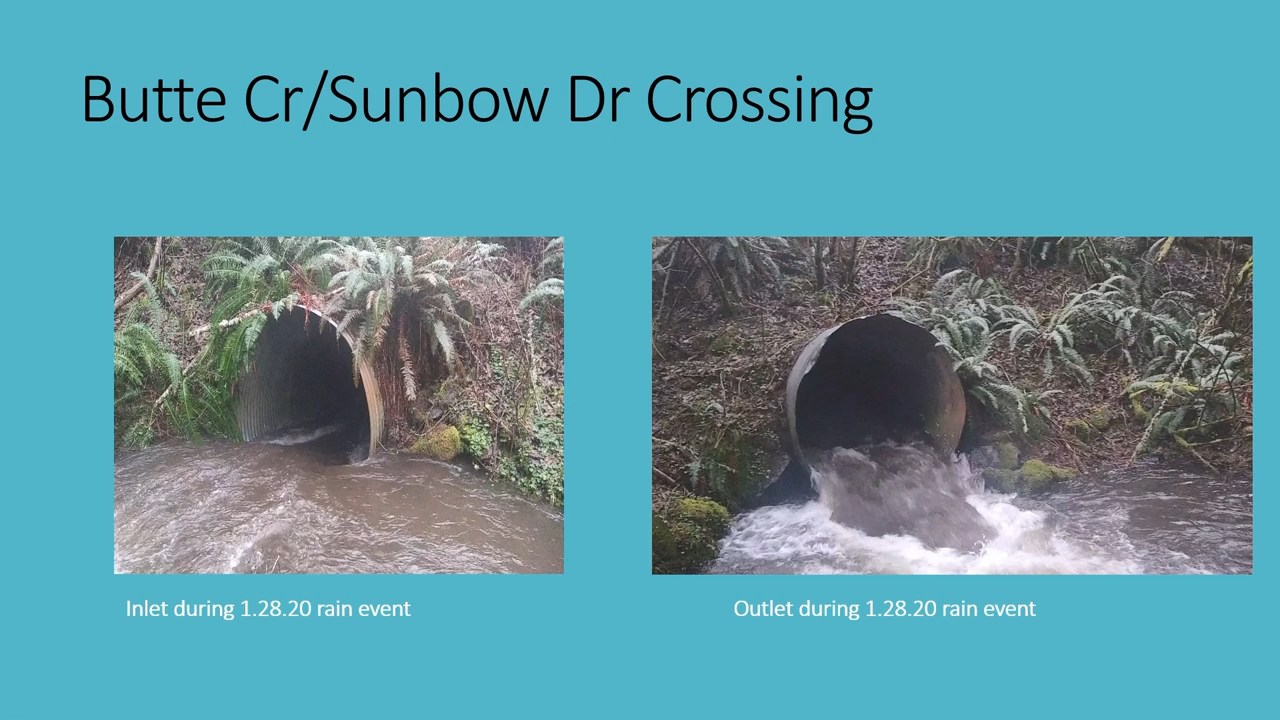 Butte Cr/Sunbow Dr Crossing
Inlet during 1.28.20 rain event
Outlet during 1.28.20 rain event